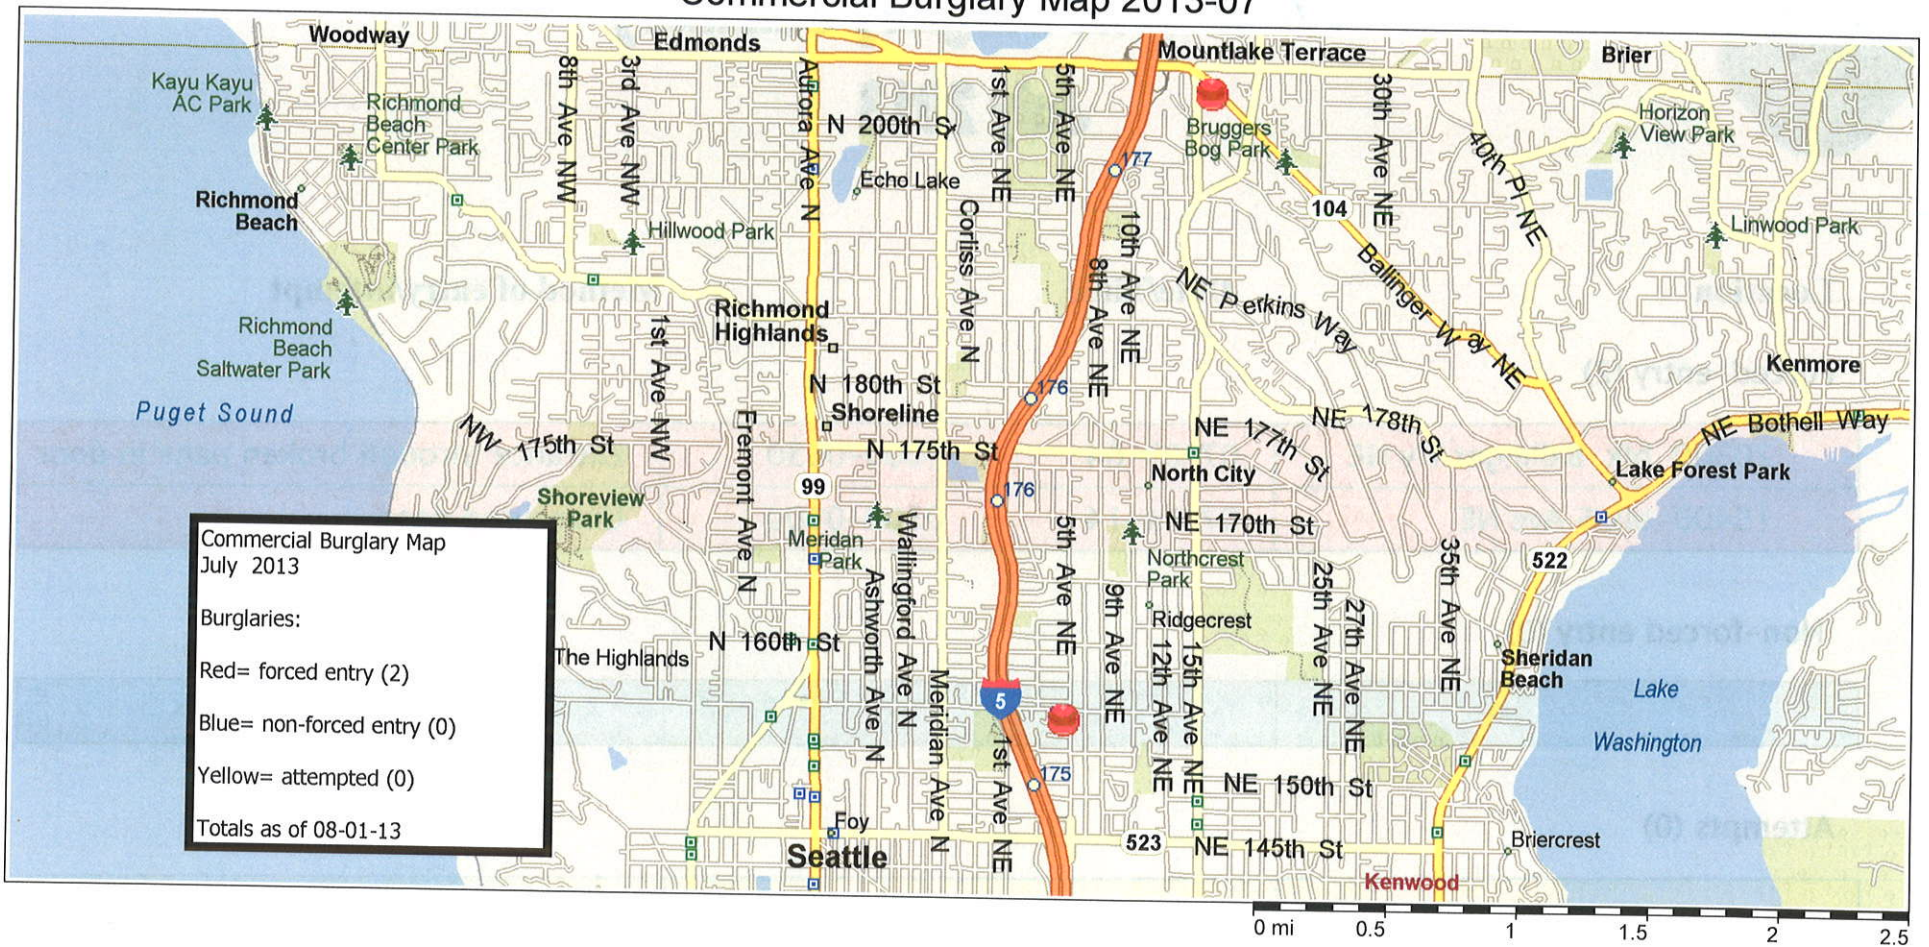 Commercial Burglary Map 2013-07
Woodway
Edmonds
Mountlake Terrace
Brier
Kayu Kayu
AC Park
Richmond
Beach
Center Park
8th Ave NW
3rd Ave NW
Aurora Ave N
N 200th St
1st Ave NE
5th Ave NE
177
Bruggers
Bog Park
30th Ave NE
40th Pl NE
Horizon
View Park
Echo Lake
Richmond
Beach
Hillwood Park
Corliss Ave N
10th Ave NE
8th Ave NE
104
Linwood Park
Ballinger Way NE
NE Perkins Way
Richmond
Highlands
Richmond
Beach
Saltwater Park
1st Ave NW
Kenmore
N 180th St
176
Puget Sound
Shoreline
NW 175th St
Fremont Ave N
N 175th St
NE 177th St
NE 178th St
NE Bothell Way
North City
Lake Forest Park
99
176
Shoreview
Park
Meridan
Park
Wallingford Ave N
Ashworth Ave N
5th Ave NE
NE 170th St
Northcrest
Park
9th Ave NE
25th Ave NE
27th Ave NE
35th Ave NE
522
Ridgecrest
N 160th St
The Highlands
12th Ave NE
15th Ave NE
Sheridan
Beach
Lake
Washington
Meridian Ave N
5
1st Ave NE
175
NE 150th St
Foy
Seattle
523
NE 145th St
Briercrest
Kenwood
Commercial Burglary Map
July 2013
Burglaries:
Red= forced entry (2)
Blue= non-forced entry (0)
Yellow= attempted (0)
Totals as of 08-01-13
0 mi 0.5 1 1.5 2 2.5